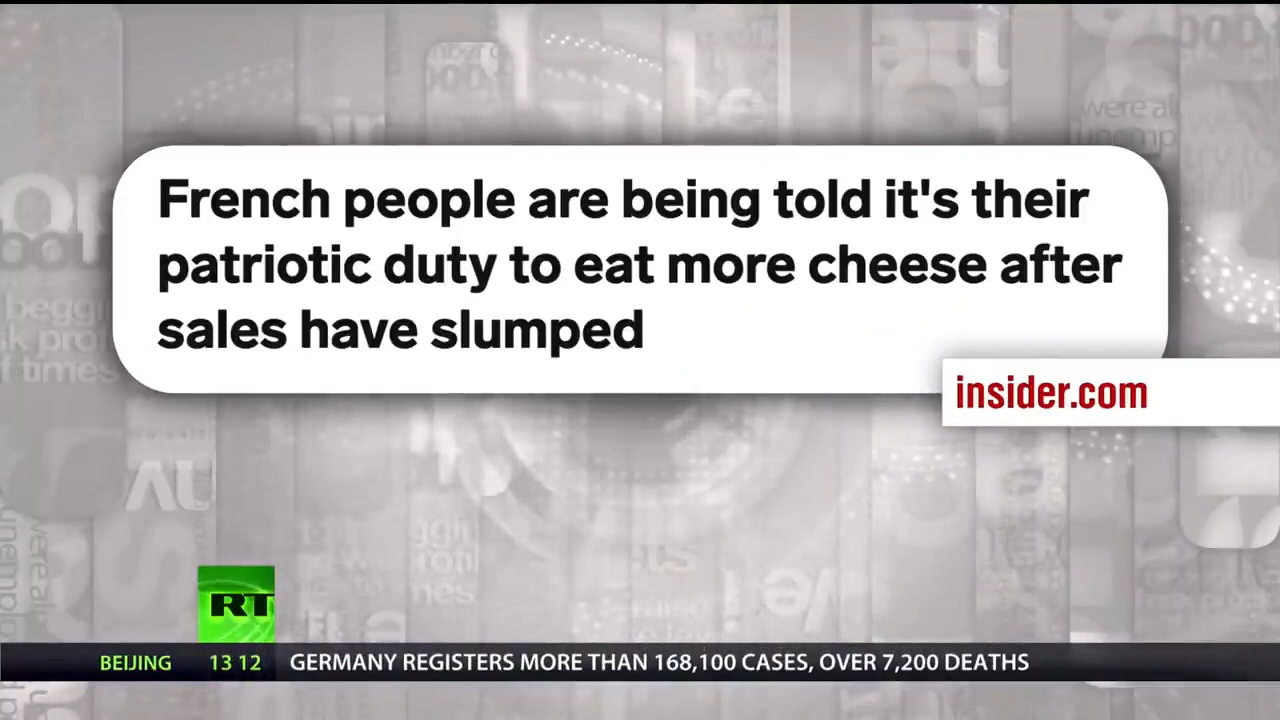 French people are being told it's their
patriotic duty to eat more cheese after
sales have slumped
insider.com
RT
BEIJING 13 12 GERMANY REGISTERS MORE THAN 168,100 CASES, OVER 7,200 DEATHS